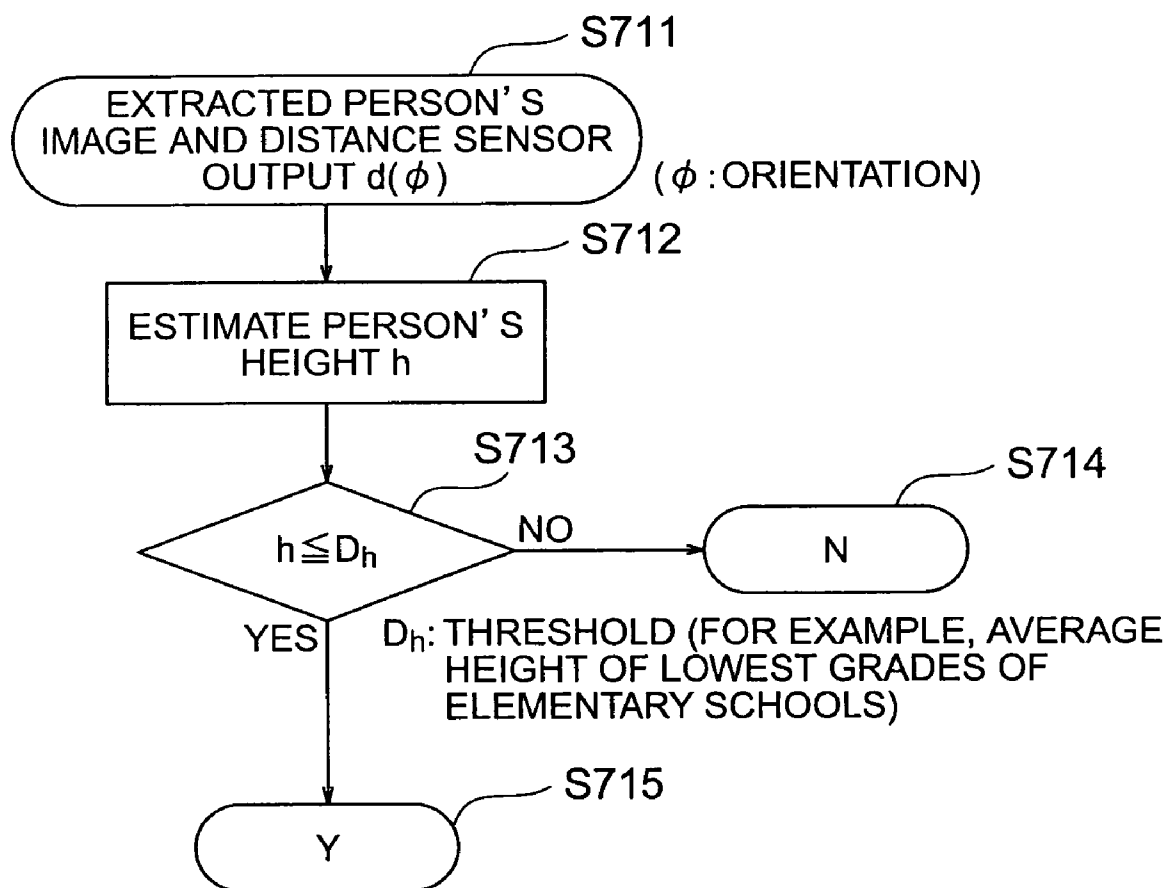 S711
EXTRACTED PERSON'S
IMAGE AND DISTANCE SENSOR
OUTPUT d(φ)
(φ:ORIENTATION)
S712
ESTIMATE PERSON'S
HEIGHT h
S713
h≦Dh
NO
S714
N
YES
Dh: THRESHOLD (FOR EXAMPLE, AVERAGE
HEIGHT OF LOWEST GRADES OF
ELEMENTARY SCHOOLS)
S715
Y